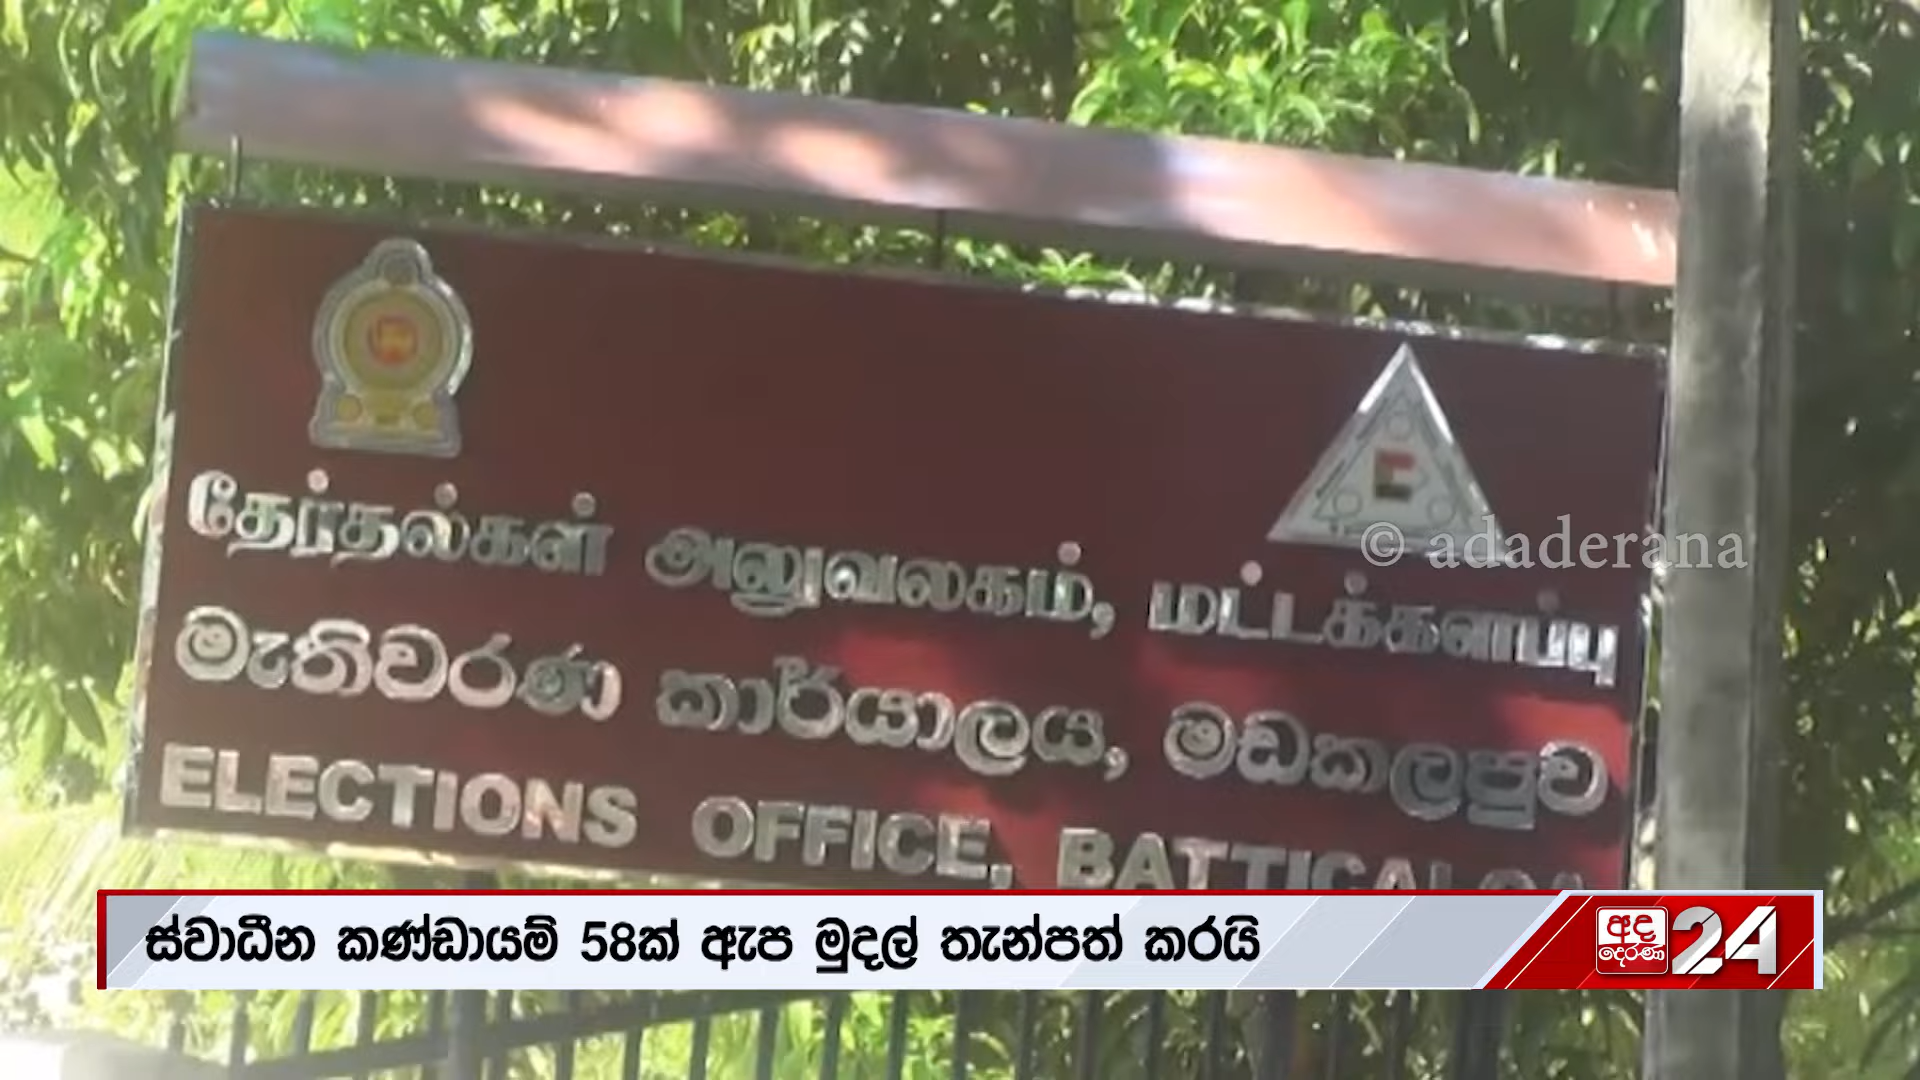 தேர்தல்கள் அலுவலகம், மட்டக்களப்பு
© adaderana
මැතිවරණ කාර්යාලය, මඩකලපුව
ELECTIONS OFFICE, BATTICALOA
ස්වාධීන කණ්ඩායම් 58ක් ඇප මුදල් තැන්පත් කරයි
අද දෙරණ 24